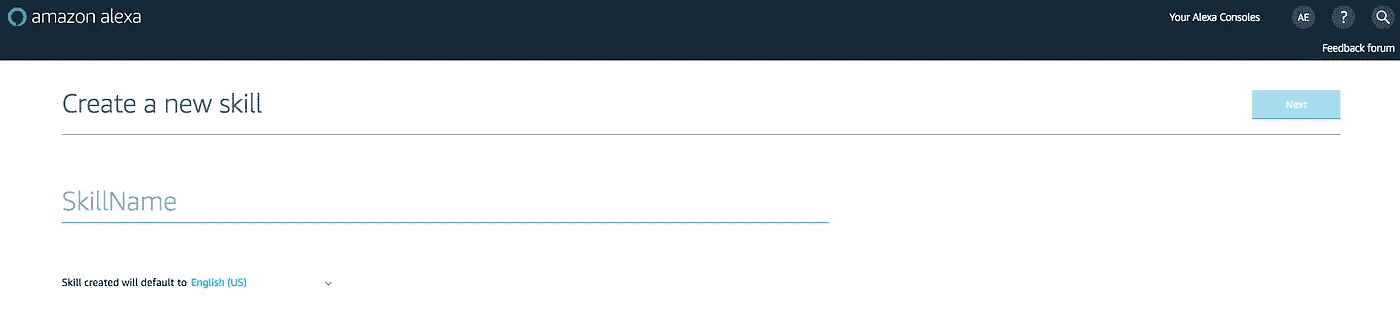 amazon alexa
Your Alexa Consoles
AE
?
Feedback forum
Create a new skill
Next
SkillName
Skill created will default to English (US)